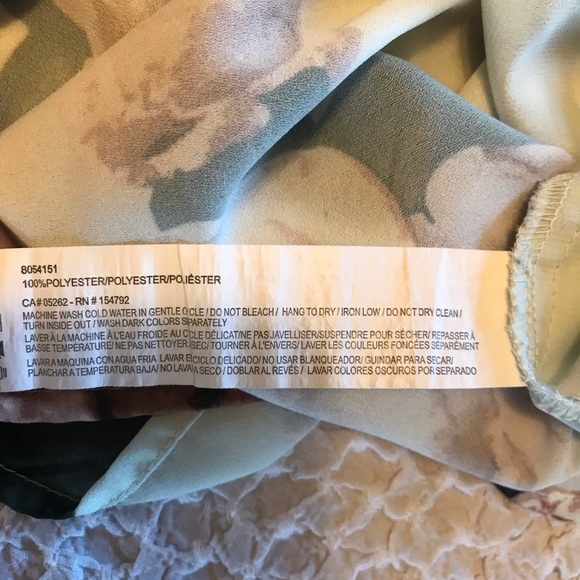 8054151
100%POLYESTER/POLYESTER/POLIÉSTER
CA# 05262 - RN # 154792
MACHINE WASH COLD WATER IN GENTLE CYCLE / DO NOT BLEACH / HANG TO DRY / IRON LOW / DO NOT DRY CLEAN /
TURN INSIDE OUT / WASH DARK COLORS SEPARATELY
LAVER À LA MACHINE À L'EAU FROIDE AU CYCLE DÉLICAT/NE PAS JAVELLISER/SUSPENDRE POUR SÉCHER/ REPASSER À
BASSE TEMPÉRATURE/ NE PAS NETTOYER SEC/ TOURNER À L'ENVERS/ LAVER LES COULEURS FONCÉES SÉPARÉMENT
LAVAR A MAQUINA CON AGUA FRIA LAVAR EL CICLO DELICADO/ NO USAR BLANQUEADOR/ GUINDAR PARA SECAR/
PLANCHAR A TEMPERATURA BAJA/ NO LAVAR A SECO / DOBLAR AL REVÉS / LAVAR COLORES OSCUROS POR SEPARADO